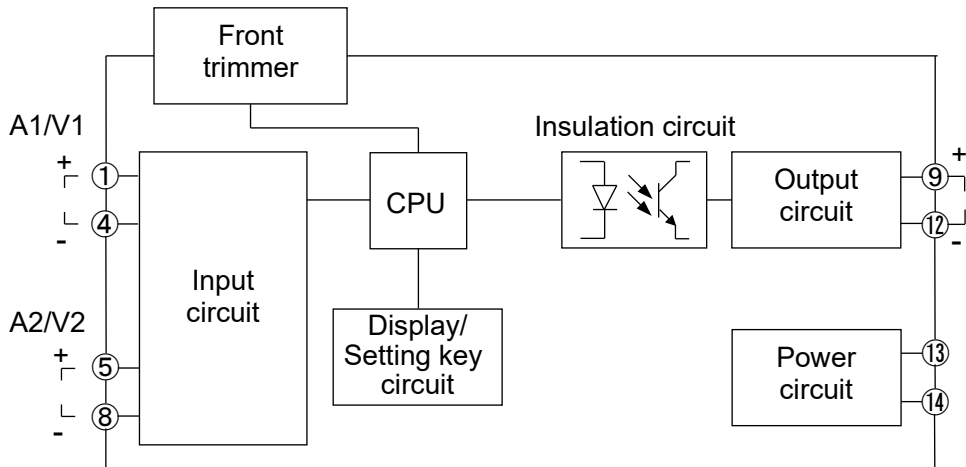 Front
trimmer
A1/V1
Insulation circuit
+
1
4
-
CPU
Output
circuit
9
12
+
-
Input
circuit
A2/V2
+
5
8
-
Display/
Setting key
circuit
Power
circuit
13
14